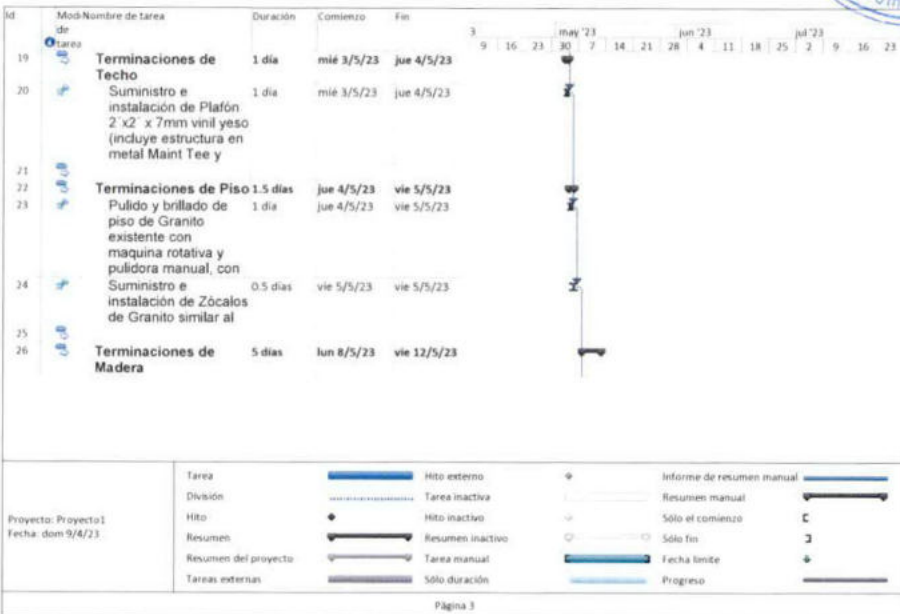 Id Modo Nombre de tarea Duración Comienzo Fin
de
tarea
3 may '23 jun '23 jul '23
9 16 23 30 7 14 21 28 4 11 18 25 2 9 16 23
19 Terminaciones de 1 día mié 3/5/23 jue 4/5/23
Techo
20 Suministro e 1 día mié 3/5/23 jue 4/5/23
instalación de Plafón
2´x2´ x 7mm vinil yeso
(incluye estructura en
metal Maint Tee y
21
22 Terminaciones de Piso 1.5 días jue 4/5/23 vie 5/5/23
23 Pulido y brillado de 1 día jue 4/5/23 vie 5/5/23
piso de Granito
existente con
maquina rotativa y
pulidora manual, con
24 Suministro e 0.5 días vie 5/5/23 vie 5/5/23
instalación de Zócalos
de Granito similar al
25
26 Terminaciones de 5 días lun 8/5/23 vie 12/5/23
Madera
Proyecto: Proyecto1
Fecha: dom 9/4/23
Tarea Hito externo Informe de resumen manual
División Tarea inactiva Resumen manual
Hito Hito inactivo Sólo el comienzo
Resumen Resumen inactivo Sólo fin
Resumen del proyecto Tarea manual Fecha límite
Tareas externas Sólo duración Progreso
Página 3